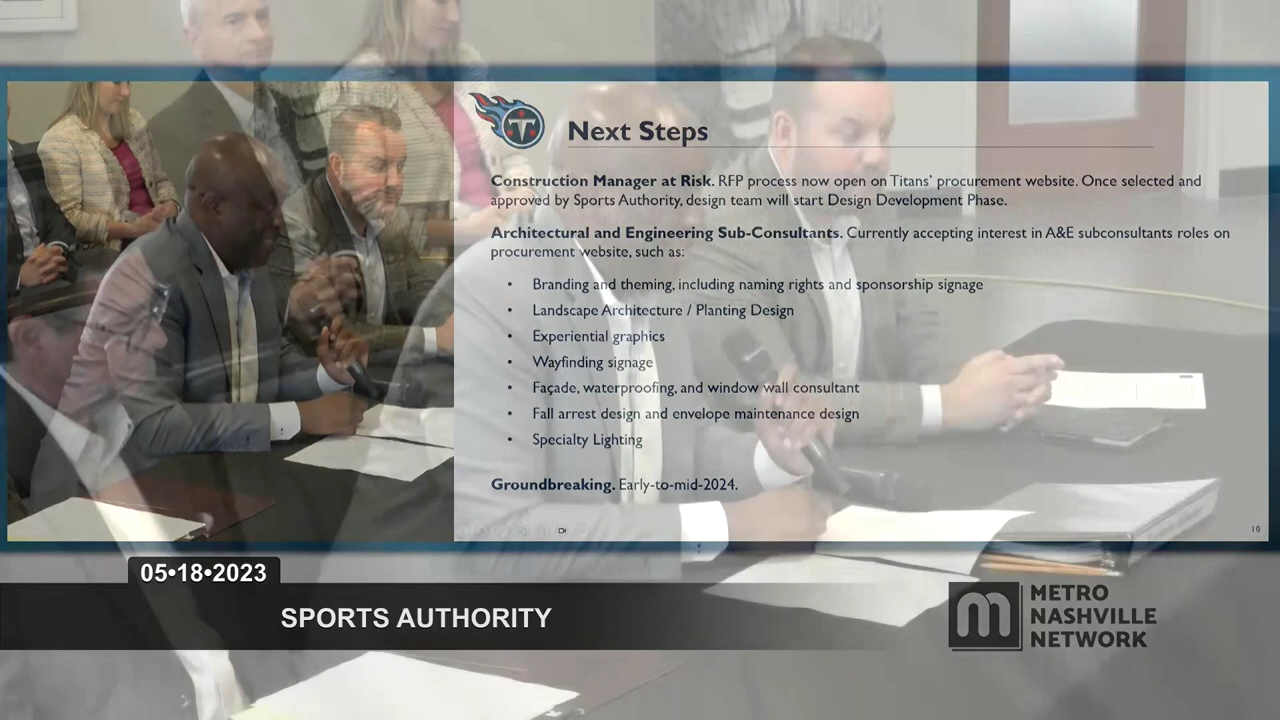 Next Steps
Construction Manager at Risk. RFP process now open on Titans' procurement website. Once selected and
approved by Sports Authority, design team will start Design Development Phase.
Architectural and Engineering Sub-Consultants. Currently accepting interest in A&E subconsultants roles on
procurement website, such as:
• Branding and theming, including naming rights and sponsorship signage
• Landscape Architecture / Planting Design
• Experiential graphics
• Wayfinding signage
• Façade, waterproofing, and window wall consultant
• Fall arrest design and envelope maintenance design
• Specialty Lighting
Groundbreaking. Early-to-mid-2024.
10
05•18•2023
SPORTS AUTHORITY
m
METRO
NASHVILLE
NETWORK